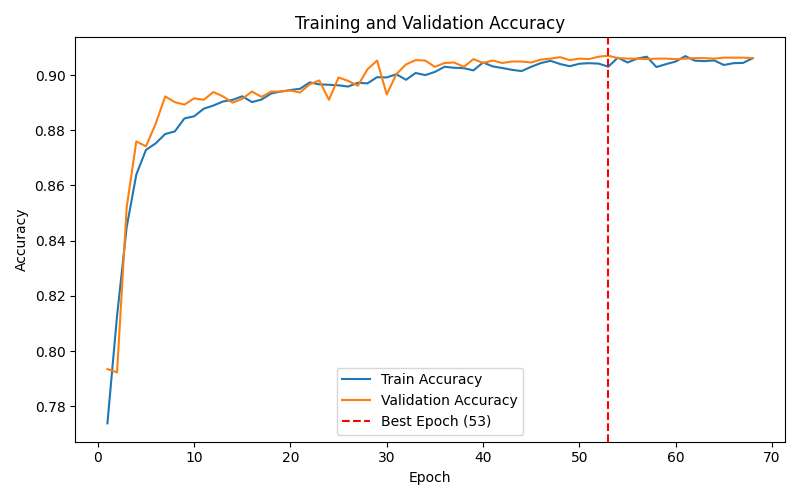 Training and Validation Accuracy
Accuracy
0.90
0.88
0.86
0.84
0.82
0.80
0.78
Train Accuracy
Validation Accuracy
Best Epoch (53)
0 10 20 30 40 50 60 70
Epoch